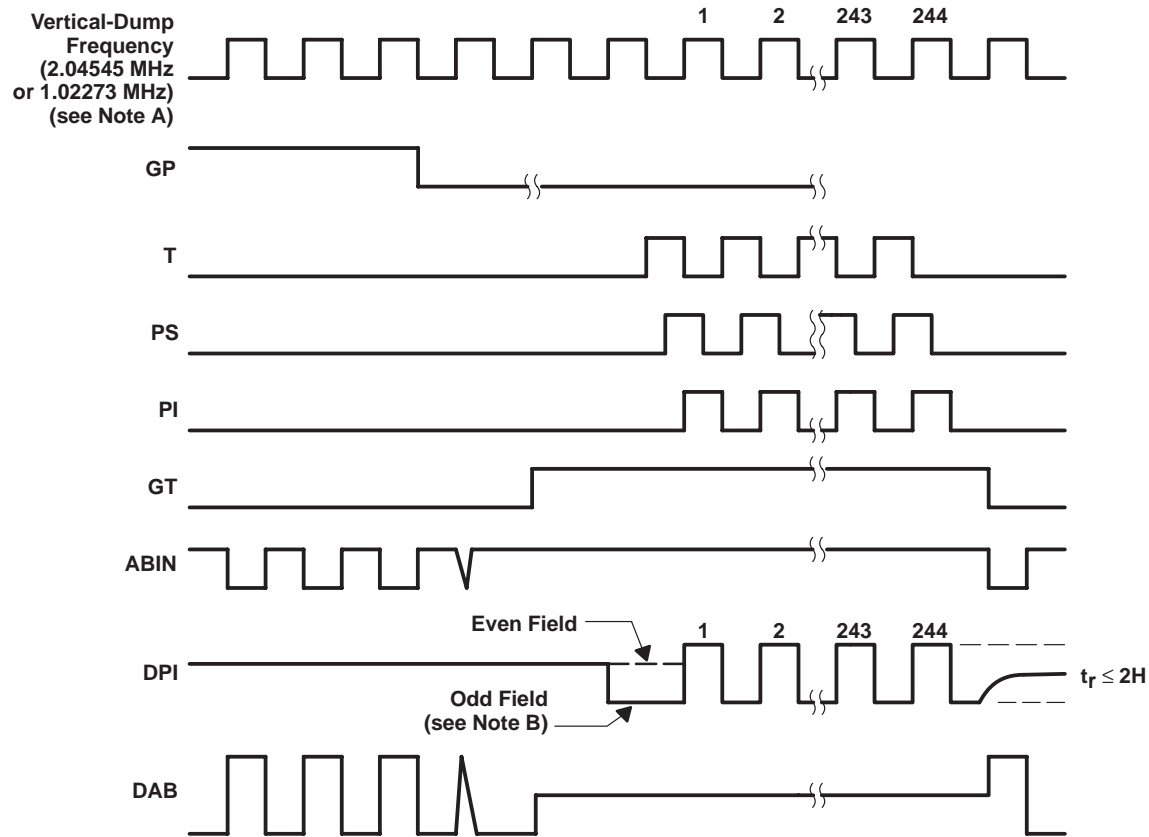 1 2 243 244
Vertical-Dump
Frequency
(2.04545 MHz
or 1.02273 MHz)
(see Note A)
GP
T
PS
PI
GT
ABIN
Even Field
1 2 243 244
DPI
tr ≤ 2H
Odd Field
(see Note B)
DAB